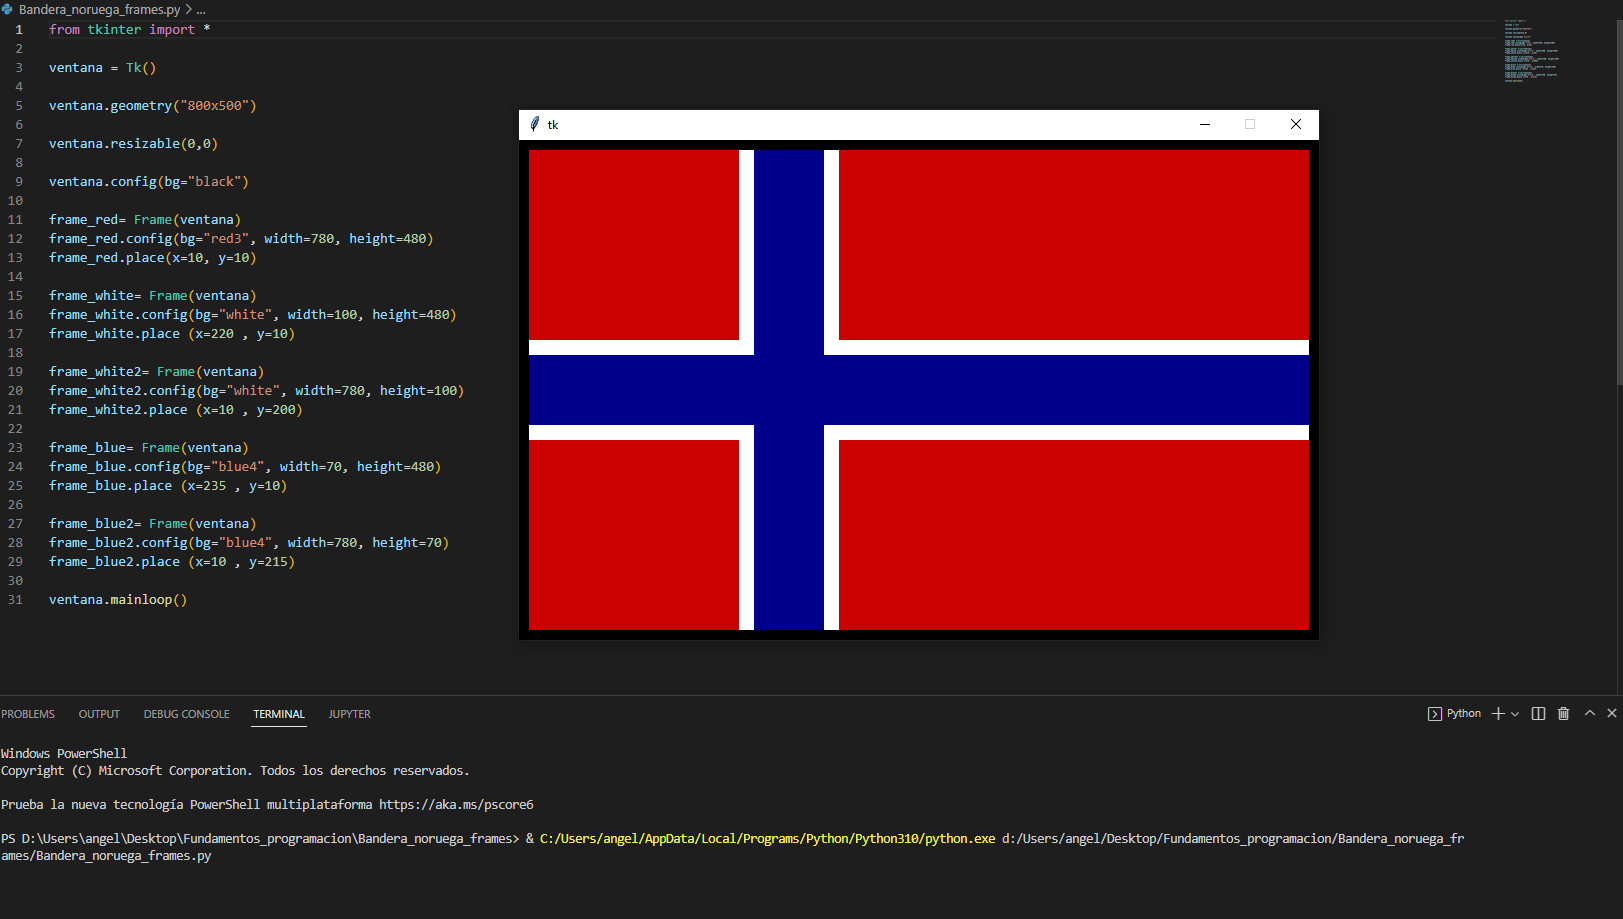 Bandera_noruega_frames.py > ...
1 from tkinter import *
2
3 ventana = Tk()
4
5 ventana.geometry("800x500")
6
7 ventana.resizable(0,0)
8
9 ventana.config(bg="black")
10
11 frame_red= Frame(ventana)
12 frame_red.config(bg="red3", width=780, height=480)
13 frame_red.place(x=10, y=10)
14
15 frame_white= Frame(ventana)
16 frame_white.config(bg="white", width=100, height=480)
17 frame_white.place (x=220 , y=10)
18
19 frame_white2= Frame(ventana)
20 frame_white2.config(bg="white", width=780, height=100)
21 frame_white2.place (x=10 , y=200)
22
23 frame_blue= Frame(ventana)
24 frame_blue.config(bg="blue4", width=70, height=480)
25 frame_blue.place (x=235 , y=10)
26
27 frame_blue2= Frame(ventana)
28 frame_blue2.config(bg="blue4", width=780, height=70)
29 frame_blue2.place (x=10 , y=215)
30
31 ventana.mainloop()
tk
PROBLEMS OUTPUT DEBUG CONSOLE TERMINAL JUPYTER Python
Windows PowerShell
Copyright (C) Microsoft Corporation. Todos los derechos reservados.
Prueba la nueva tecnología PowerShell multiplataforma https://aka.ms/pscore6
PS D:\Users\angel\Desktop\Fundamentos_programacion\Bandera_noruega_frames> & C:/Users/angel/AppData/Local/Programs/Python/Python310/python.exe d:/Users/angel/Desktop/Fundamentos_programacion/Bandera_noruega_fr
ames/Bandera_noruega_frames.py